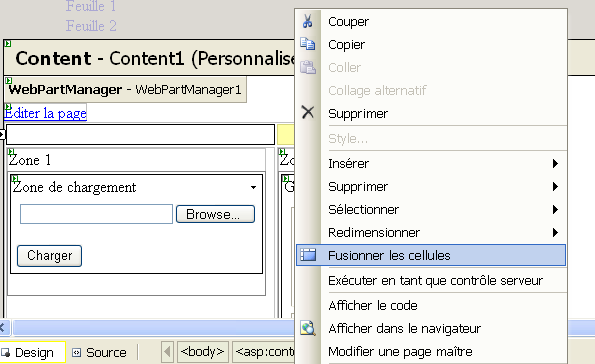 Feuille 1
Feuille 2
Content - Content1 (Personnalise
WebPartManager - WebPartManager1
Editer la page
Zone 1
Zone de chargement
Browse...
Charger
Zo
G
Couper
Copier
Coller
Collage alternatif
Supprimer
Style...
Insérer
Supprimer
Sélectionner
Redimensionner
Fusionner les cellules
Exécuter en tant que contrôle serveur
Afficher le code
Afficher dans le navigateur
Modifier une page maître
Design
Source
<body>
<asp:cont